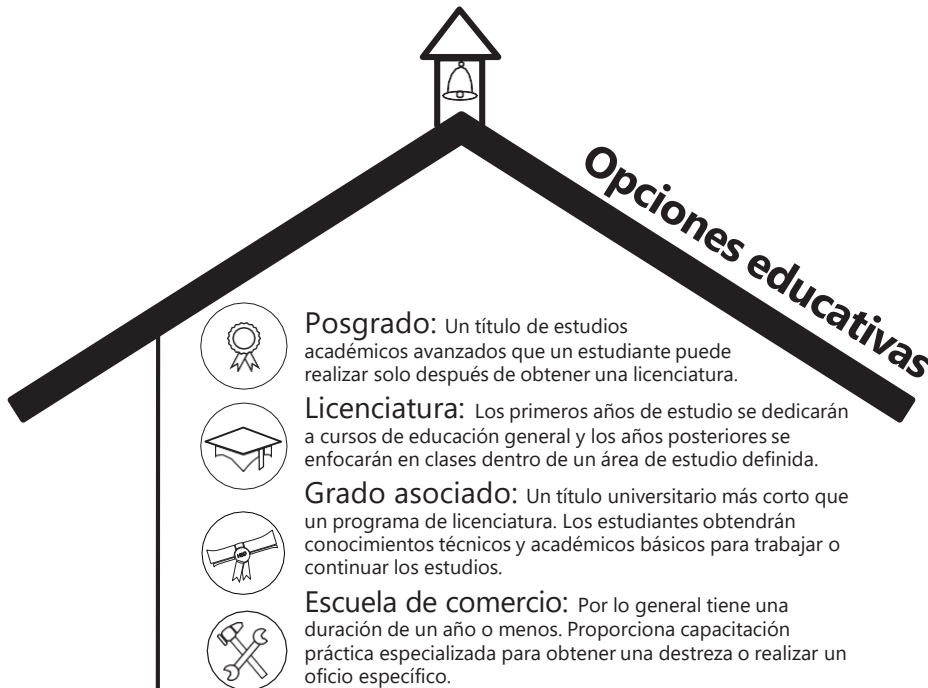 Opciones educativas
Posgrado: Un título de estudios
académicos avanzados que un estudiante puede
realizar solo después de obtener una licenciatura.
Licenciatura: Los primeros años de estudio se dedicarán
a cursos de educación general y los años posteriores se
enfocarán en clases dentro de un área de estudio definida.
Grado asociado: Un título universitario más corto que
un programa de licenciatura. Los estudiantes obtendrán
conocimientos técnicos y académicos básicos para trabajar o
continuar los estudios.
Escuela de comercio: Por lo general tiene una
duración de un año o menos. Proporciona capacitación
práctica especializada para obtener una destreza o realizar un
oficio específico.